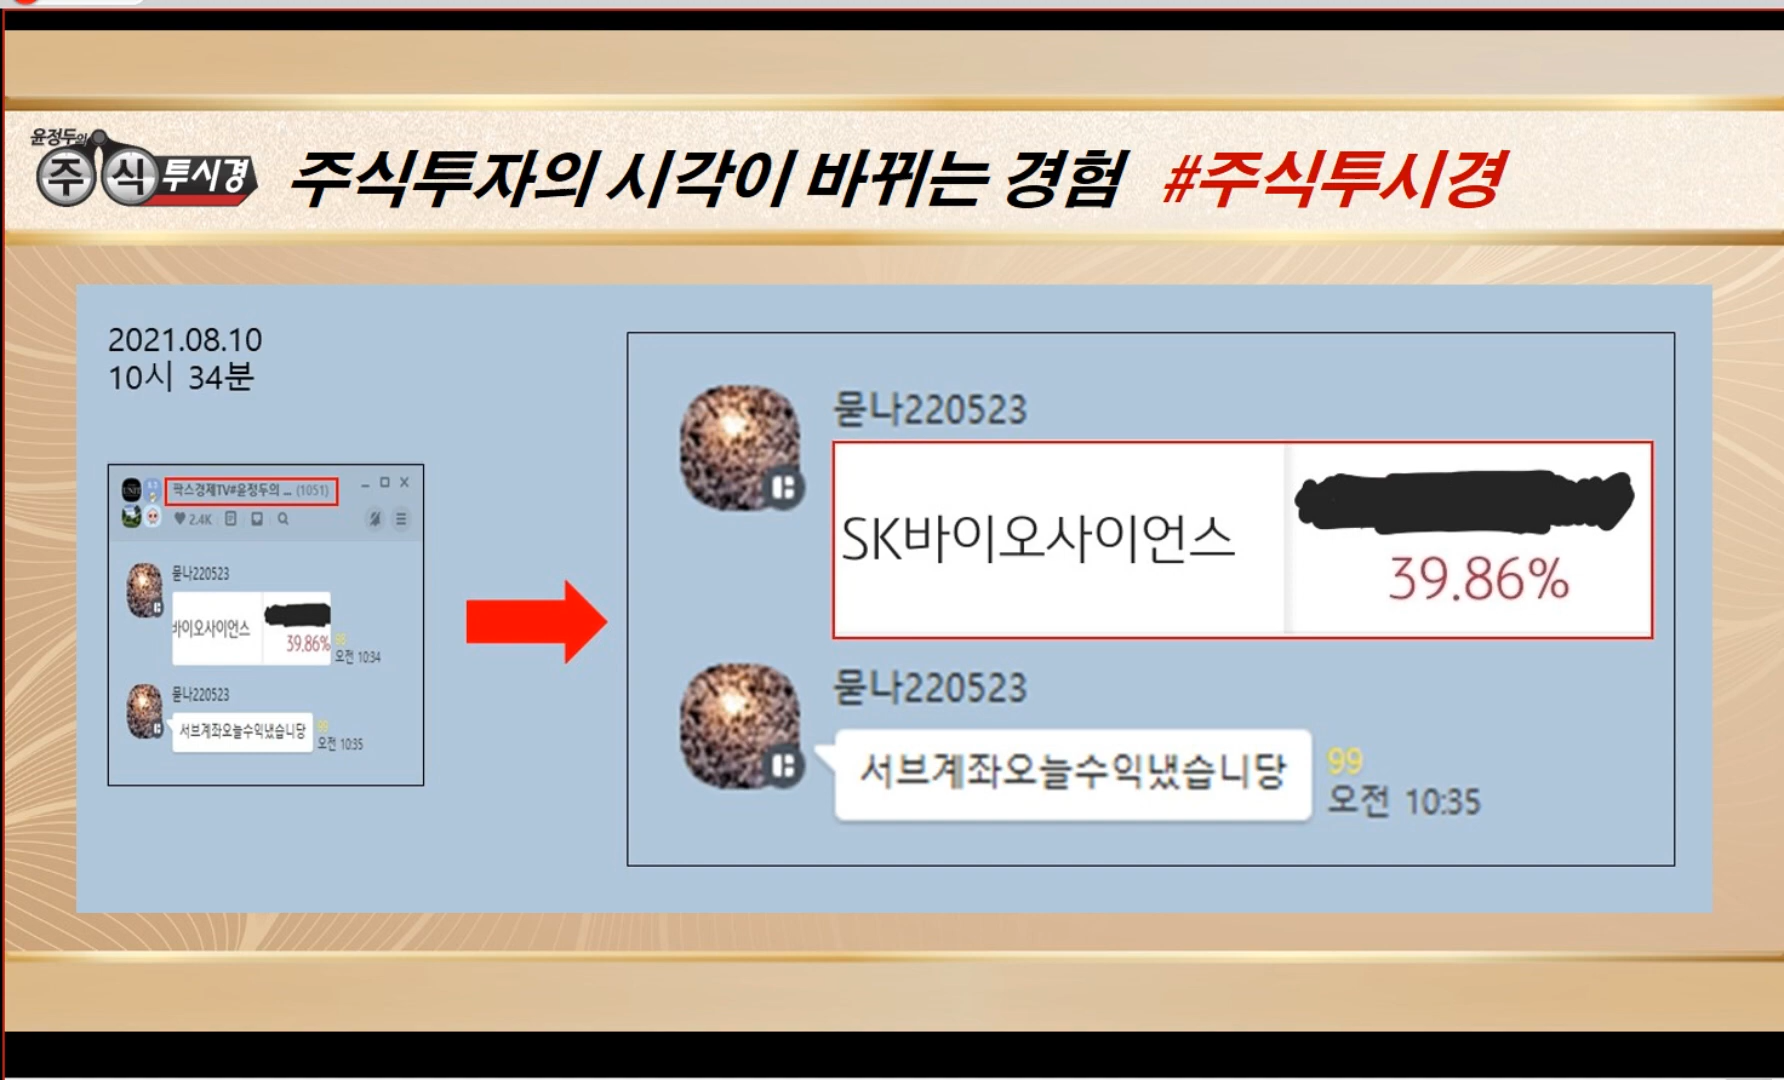 윤정두의
주식투시경
주식투자의 시각이 바뀌는 경험 #주식투시경
2021.08.10
10시 34분
팍스경제TV#윤정두의 ... (1051)
2.4K
묻나220523
바이오사이언스
39.86%
99
오전 10:34
묻나220523
서브계좌오늘수익냈습니당
99
오전 10:35
묻나220523
SK바이오사이언스
39.86%
묻나220523
서브계좌오늘수익냈습니당
99
오전 10:35